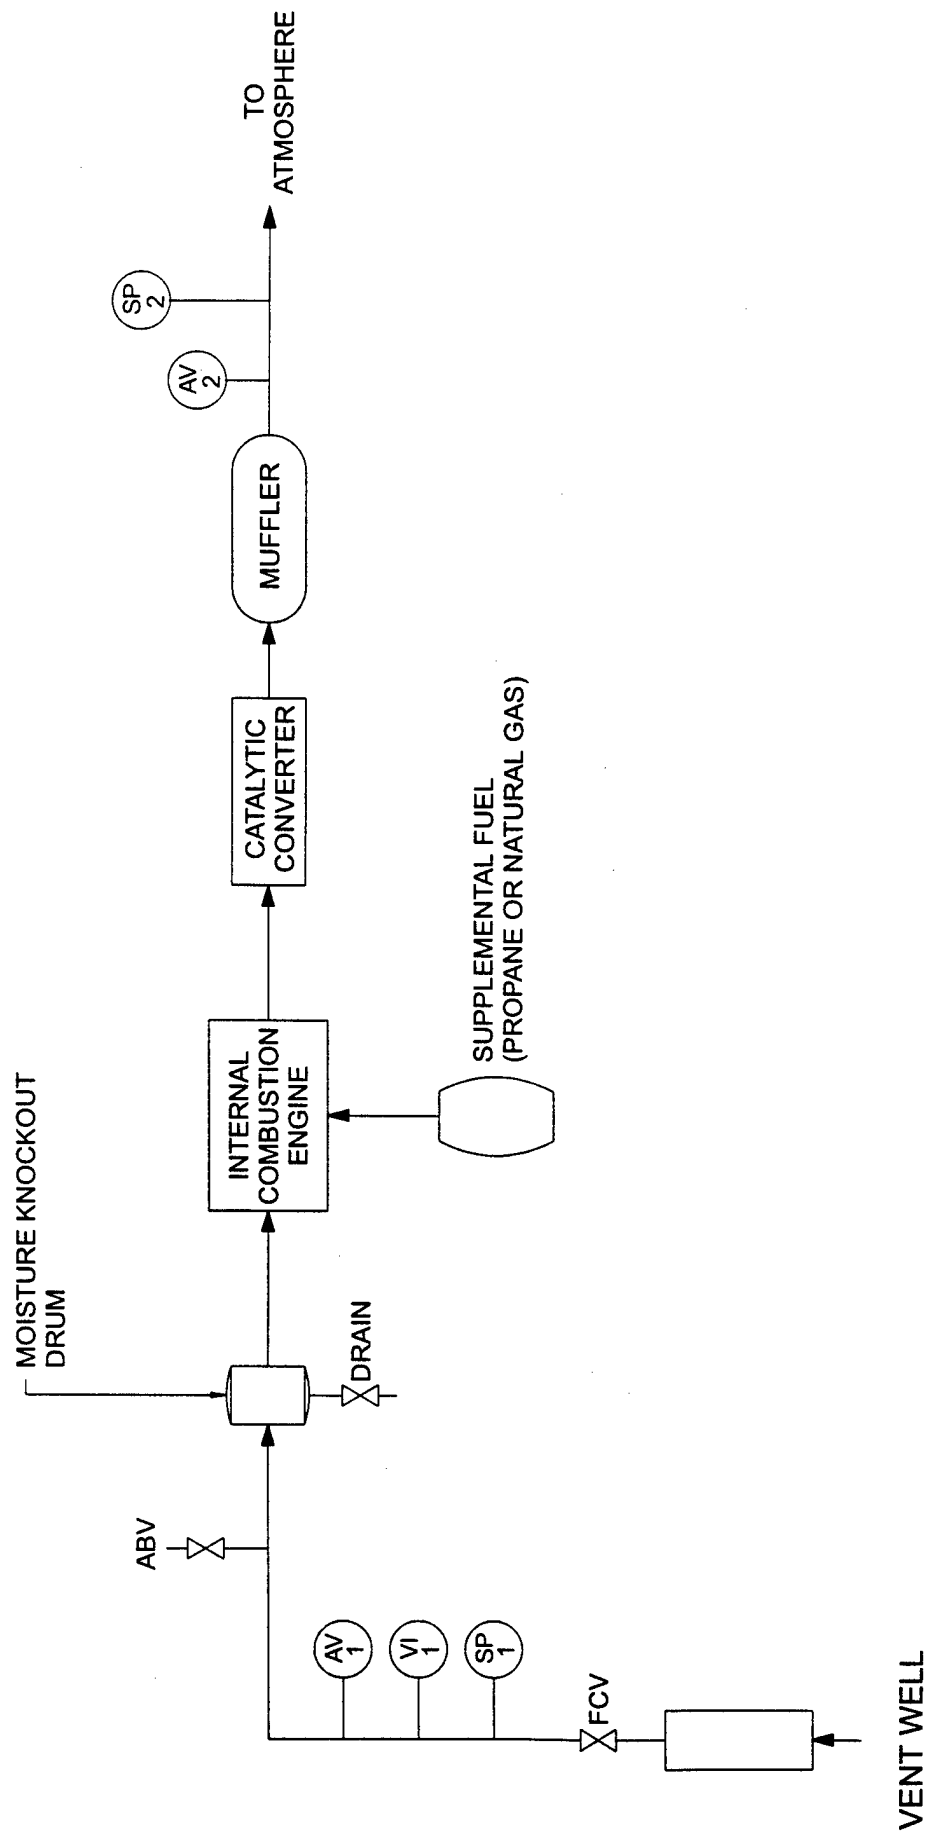 MOISTURE KNOCKOUT
DRUM
ABV
AV
1
VI
1
SP
1
FCV
VENT WELL
DRAIN
INTERNAL
COMBUSTION
ENGINE
SUPPLEMENTAL FUEL
(PROPANE OR NATURAL GAS)
CATALYTIC
CONVERTER
MUFFLER
AV
2
SP
2
TO
ATMOSPHERE